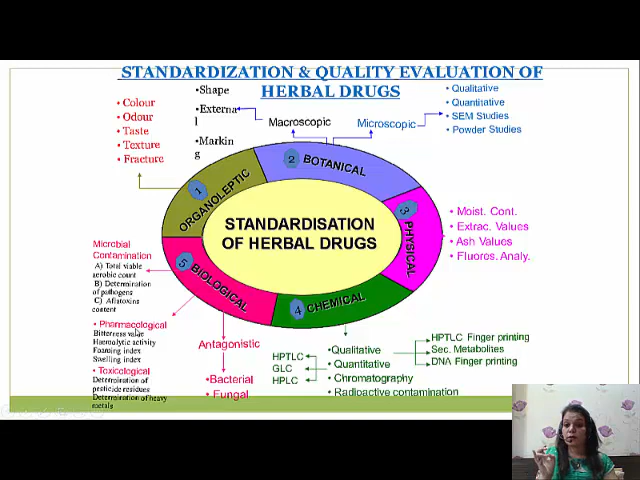 STANDARDIZATION & QUALITY EVALUATION OF
HERBAL DRUGS
•Colour
•Odour
•Taste
•Texture
•Fracture
•Shape
•Externa
l
•Markin
g
Macroscopic
Microscopic
• Qualitative
• Quantitative
• SEM Studies
• Powder Studies
1
ORGANOLEPTIC
2
BOTANICAL
3
PHYSICAL
4
CHEMICAL
5
BIOLOGICAL
STANDARDISATION
OF HERBAL DRUGS
• Moist. Cont.
• Extrac. Values
• Ash Values
• Fluoros. Analy.
Microbial
Contamination
A) Total viable
aerobic count
B) Determination
of pathogens
C) Aflatoxins
content
• Pharmacological
Bitterness value
Haemolytic activity
Foaming index
Swelling index
• Toxicological
Determination of
pesticide residues
Determination of heavy
metals
Antagonistic
•Bacterial
•Fungal
HPTLC
GLC
HPLC
•Qualitative
•Quantitative
•Chromatography
•Radioactive contamination
HPTLC Finger printing
Sec. Metabolites
DNA Finger printing